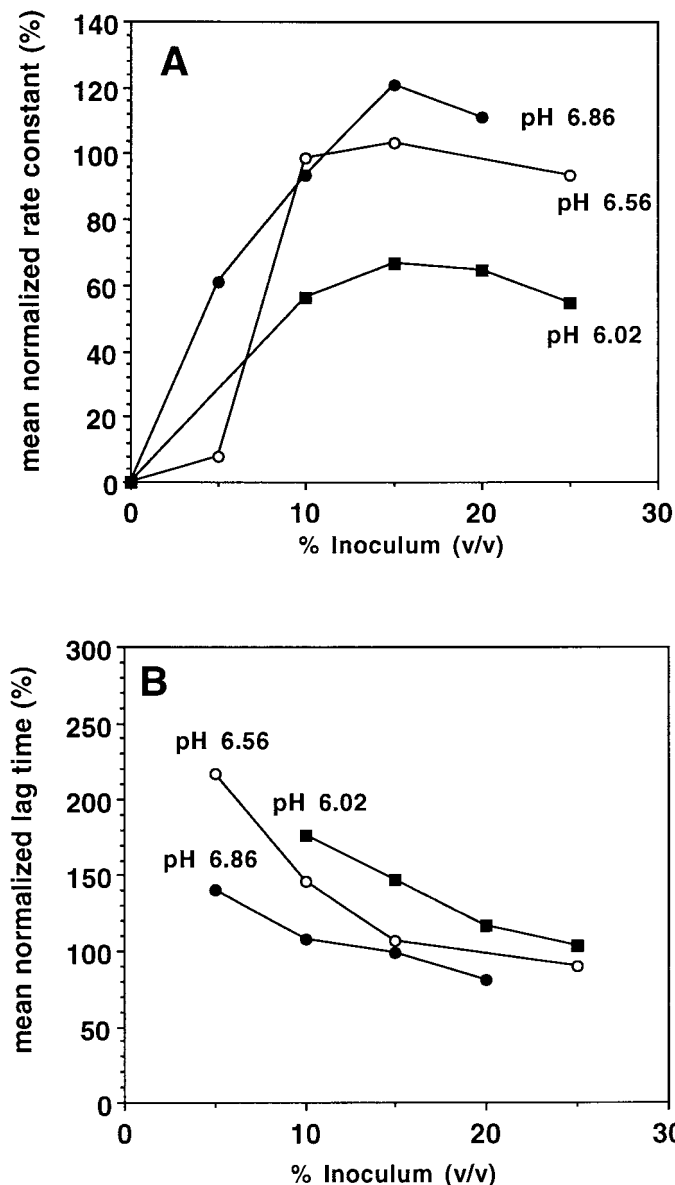 A
mean normalized rate constant (%)
140
120
100
80
60
40
20
0
pH 6.86
pH 6.56
pH 6.02
0 10 20 30
% Inoculum (v/v)
B
mean normalized lag time (%)
300
250
200
150
100
50
0
pH 6.56
pH 6.02
pH 6.86
0 10 20 30
% Inoculum (v/v)